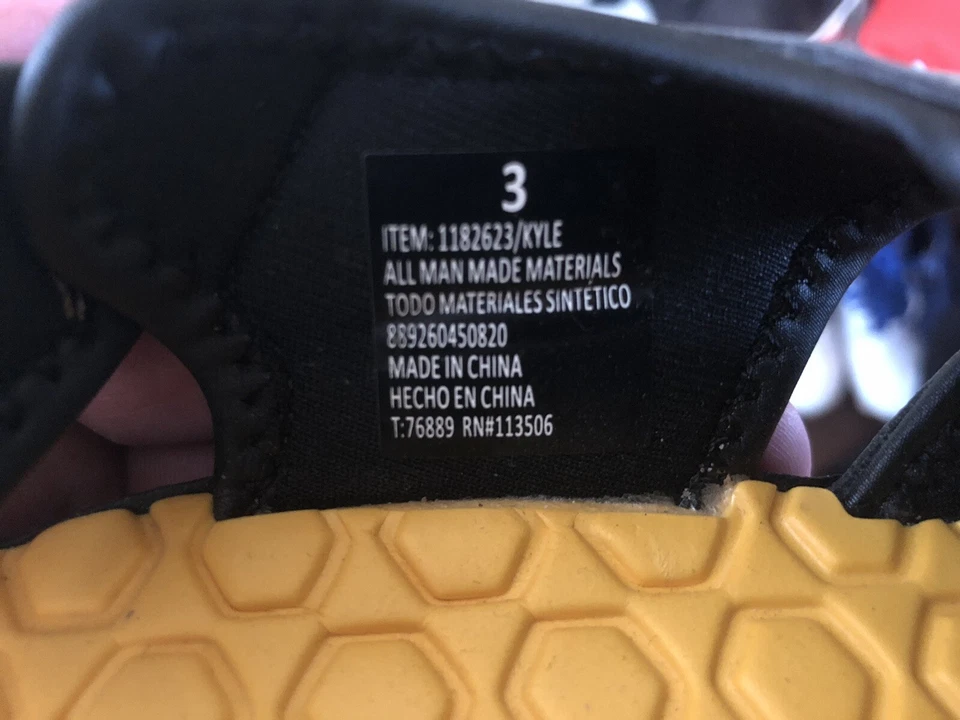 3
ITEM: 1182623/KYLE
ALL MAN MADE MATERIALS
TODO MATERIALES SINTÉTICO
889260450820
MADE IN CHINA
HECHO EN CHINA
T:76889 RN#113506